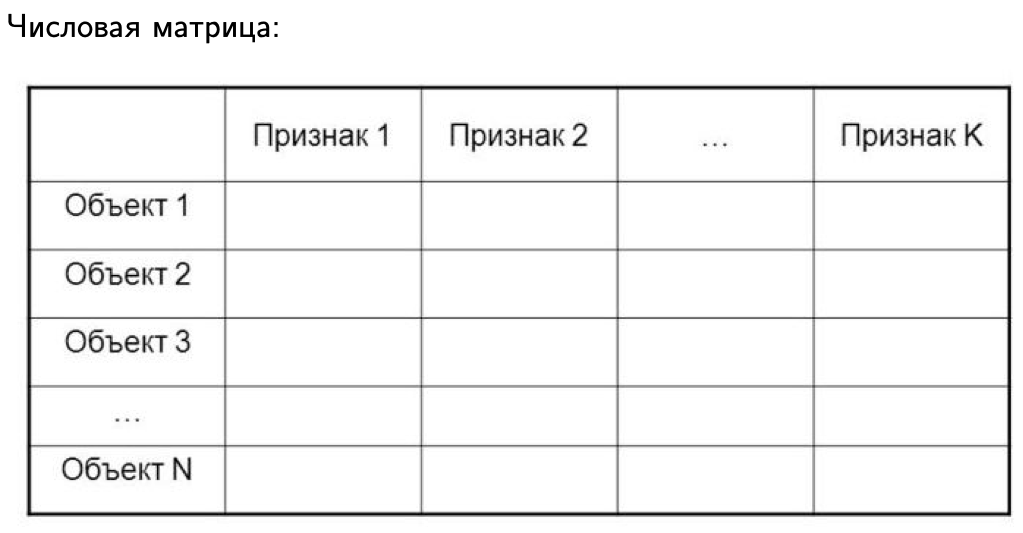 Числовая матрица:
Признак 1 Признак 2 ... Признак K
Объект 1
Объект 2
Объект 3
...
Объект N